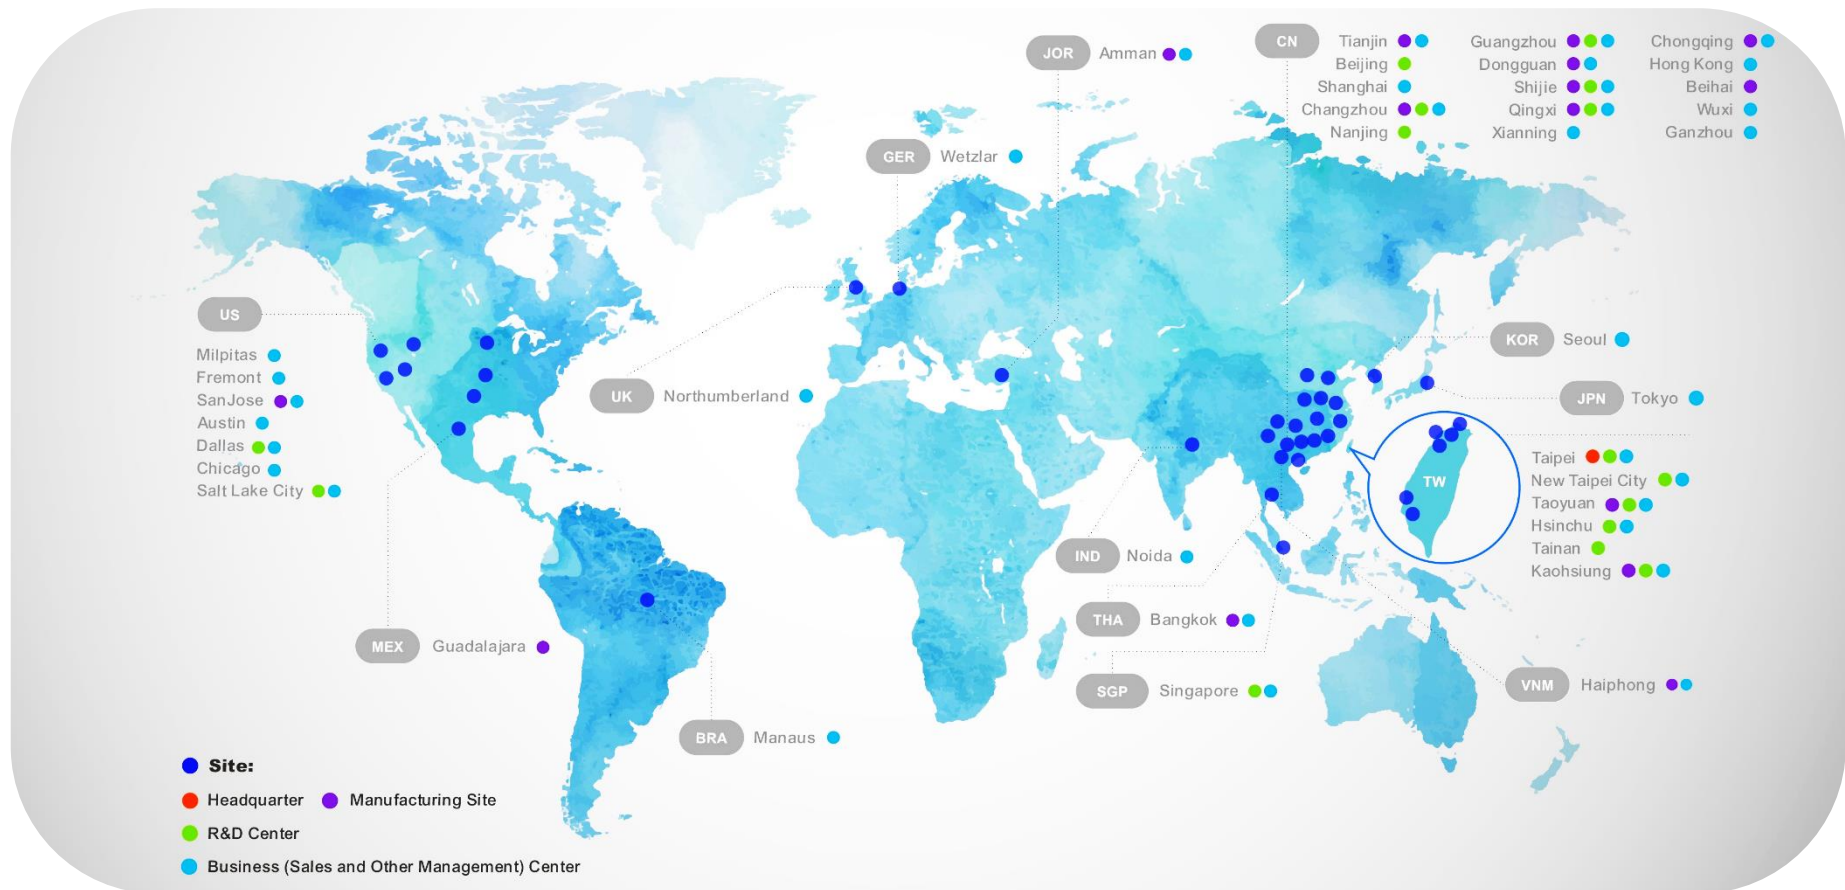 JOR Amman
CN
Tianjin
Beijing
Shanghai
Changzhou
Nanjing
Guangzhou
Dongguan
Shijie
Qingxi
Xianning
Chongqing
Hong Kong
Beihai
Wuxi
Ganzhou
GER Wetzlar
US
Milpitas
Fremont
SanJose
Austin
Dallas
Chicago
Salt Lake City
UK Northumberland
KOR Seoul
JPN Tokyo
TW
Taipei
New Taipei City
Taoyuan
Hsinchu
Tainan
Kaohsiung
IND Noida
THA Bangkok
MEX Guadalajara
SGP Singapore
VNM Haiphong
BRA Manaus
Site:
Headquarter Manufacturing Site
R&D Center
Business (Sales and Other Management) Center